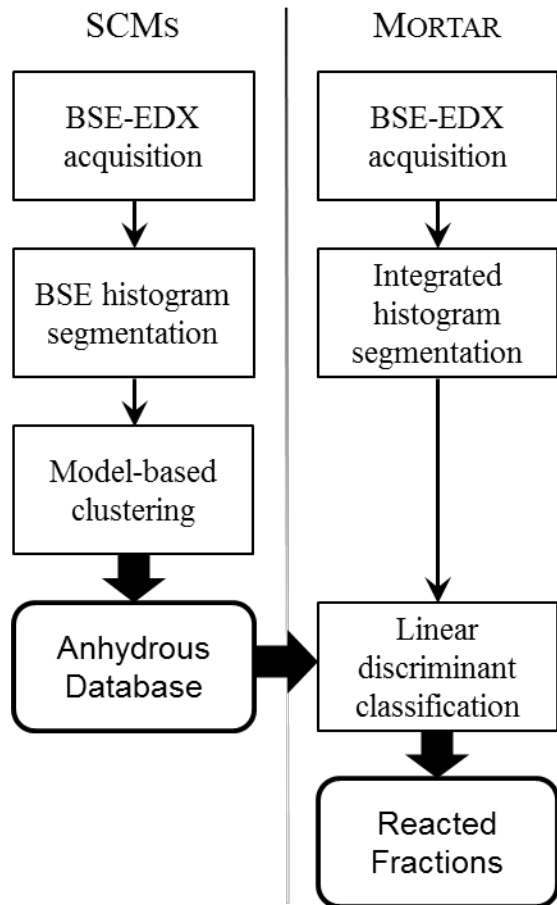 SCMs
BSE-EDX
acquisition
BSE histogram
segmentation
Model-based
clustering
Anhydrous
Database
MORTAR
BSE-EDX
acquisition
Integrated
histogram
segmentation
Linear
discriminant
classification
Reacted
Fractions